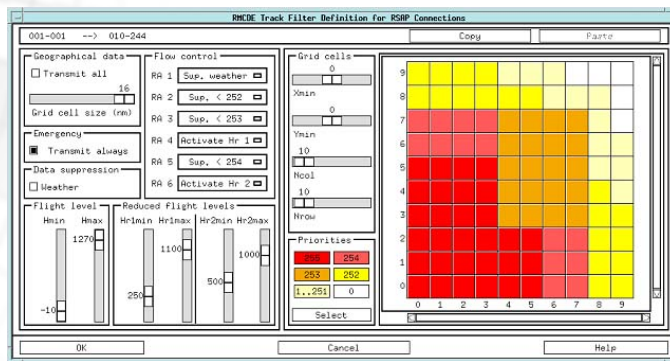 RMCDE Track Filter Definition for RSAP Connections
001-001 --> 010-244
Copy
Paste
Geographical data
Transmit all
16
Grid cell size (nm)
Emergency
Transmit always
Data suppression
Weather
Flow control
RA 1 Sup. weather
RA 2 Sup. < 252
RA 3 Sup. < 253
RA 4 Activate Hr 1
RA 5 Sup. < 254
RA 6 Activate Hr 2
Flight level
Hmin Hmax
1270
-10
Reduced flight levels
Hr1min Hr1max Hr2min Hr2max
1100
1000
500
250
Grid cells
0
Xmin
0
Ymin
10
Ncol
10
Nrow
Priorities
255 254
253 252
1..251 0
Select
9
8
7
6
5
4
3
2
1
0
0 1 2 3 4 5 6 7 8 9
OK
Cancel
Help